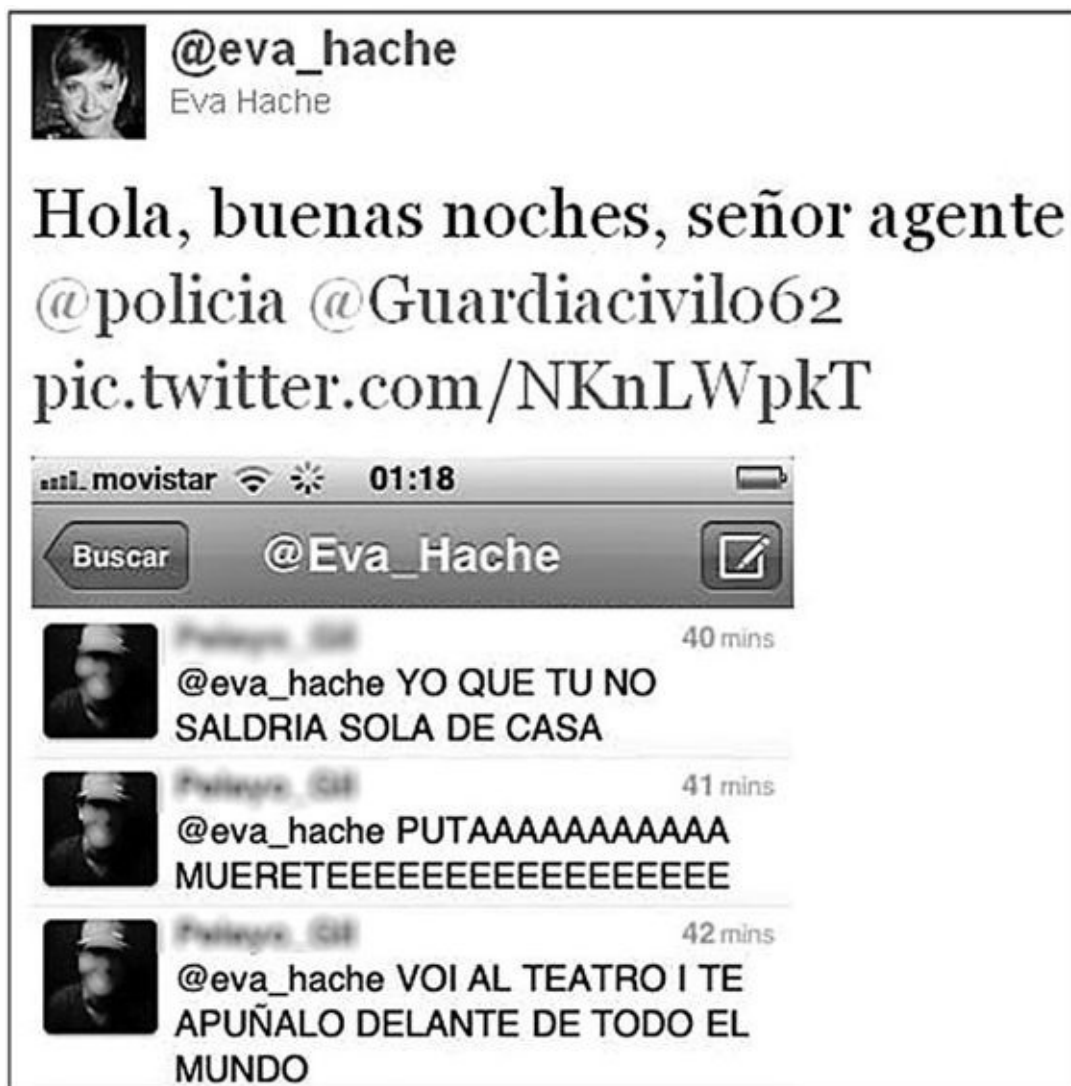 @eva_hache
Eva Hache
Hola, buenas noches, señor agente
@policia @Guardiacivil062
pic.twitter.com/NKnLWpkT
movistar 01:18
Buscar @Eva_Hache
40 mins
@eva_hache YO QUE TU NO
SALDRIA SOLA DE CASA
41 mins
@eva_hache PUTAAAAAAAAAAA
MUERETEEEEEEEEEEEEEEEEEE
42 mins
@eva_hache VOI AL TEATRO I TE
APUÑALO DELANTE DE TODO EL
MUNDO